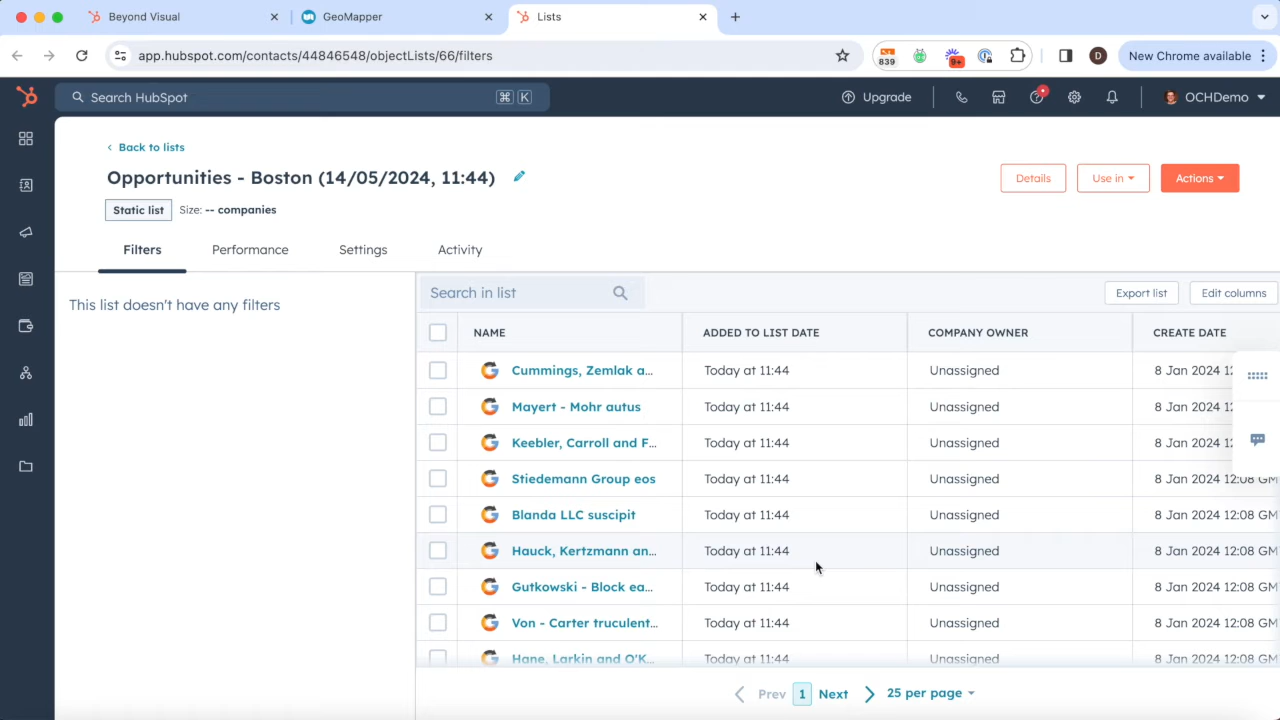 Beyond Visual
GeoMapper
Lists
app.hubspot.com/contacts/44846548/objectLists/66/filters
839
9+
D
New Chrome available
Search HubSpot
⌘ K
Upgrade
OCHDemo
Back to lists
Opportunities - Boston (14/05/2024, 11:44)
Details
Use in
Actions
Static list
Size: -- companies
Filters
Performance
Settings
Activity
This list doesn't have any filters
Search in list
Export list
Edit columns
NAME ADDED TO LIST DATE COMPANY OWNER CREATE DATE
Cummings, Zemlak a... Today at 11:44 Unassigned 8 Jan 2024 12
Mayert - Mohr autus Today at 11:44 Unassigned 8 Jan 2024 12
Keebler, Carroll and F... Today at 11:44 Unassigned 8 Jan 2024 12
Stiedemann Group eos Today at 11:44 Unassigned 8 Jan 2024 12:08 GM
Blanda LLC suscipit Today at 11:44 Unassigned 8 Jan 2024 12:08 GM
Hauck, Kertzmann an... Today at 11:44 Unassigned 8 Jan 2024 12:08 GM
Gutkowski - Block ea... Today at 11:44 Unassigned 8 Jan 2024 12:08 GM
Von - Carter truculent... Today at 11:44 Unassigned 8 Jan 2024 12:08 GM
Hane, Larkin and O'K... Today at 11:44 Unassigned 8 Jan 2024 12:08 GM
Prev 1 Next 25 per page